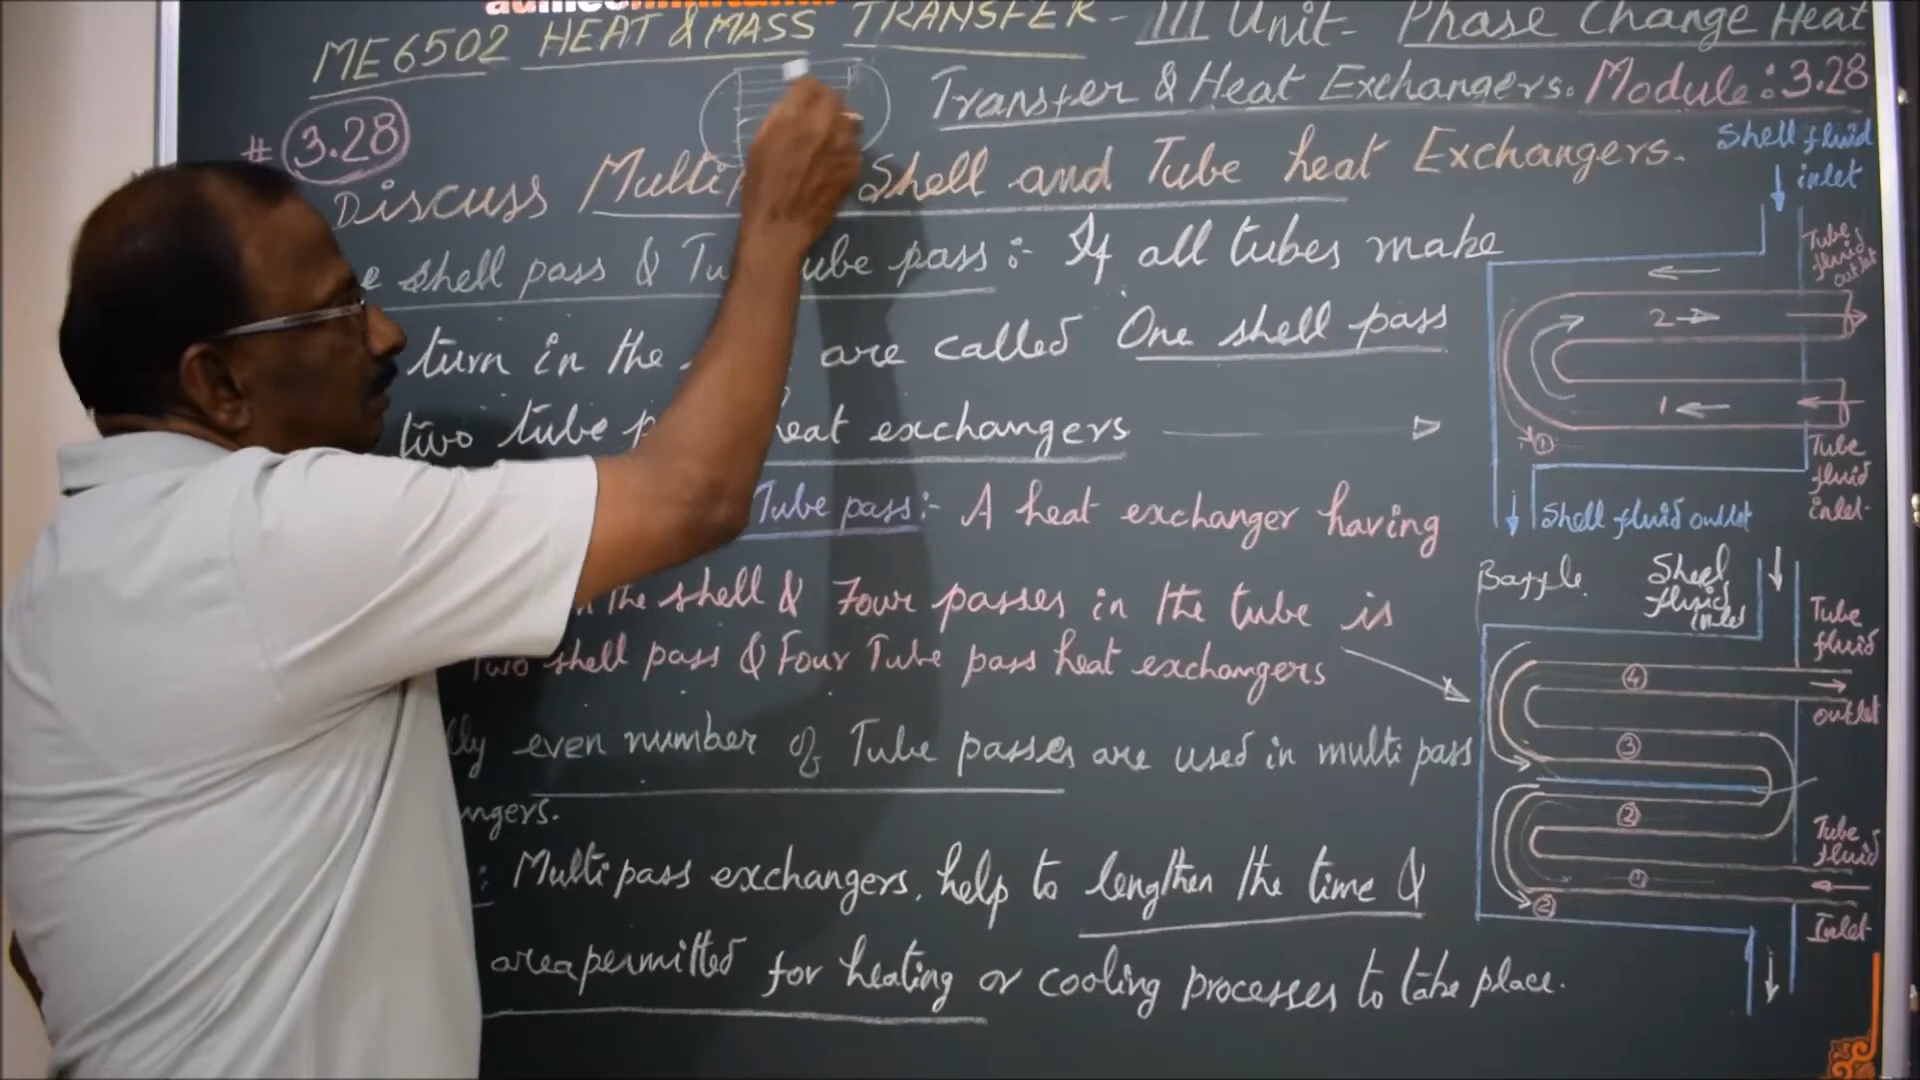 ME6502 HEAT & MASS TRANSFER - III Unit - Phase Change Heat
Transfer & Heat Exchangers. Module: 3.28
# 3.28
Discuss Multi Shell and Tube heat Exchangers.
shell pass & Tu ube pass :- If all tubes make
turn in the are called One shell pass
two tube p heat exchangers
Tube pass :- A heat exchanger having
the shell & Four passes in the tube is
Two shell pass & Four Tube pass heat exchangers
lly even number of Tube passes are used in multi pass
ngers.
: Multi pass exchangers, help to lengthen the time &
area permitted for heating or cooling processes to take place.
Shell fluid
inlet
Tube
fluid
outlet
2
1
①
Tube
fluid
inlet
Shell fluid outlet
Baffle.
Shell
fluid
inlet
Tube
fluid
outlet
④
③
②
①
②
Tube
fluid
Inlet